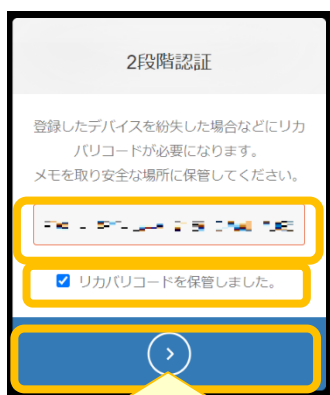 2段階認証
登録したデバイスを紛失した場合などにリカ
バリコードが必要になります。
メモを取り安全な場所に保管してください。
リカバリコードを保管しました。